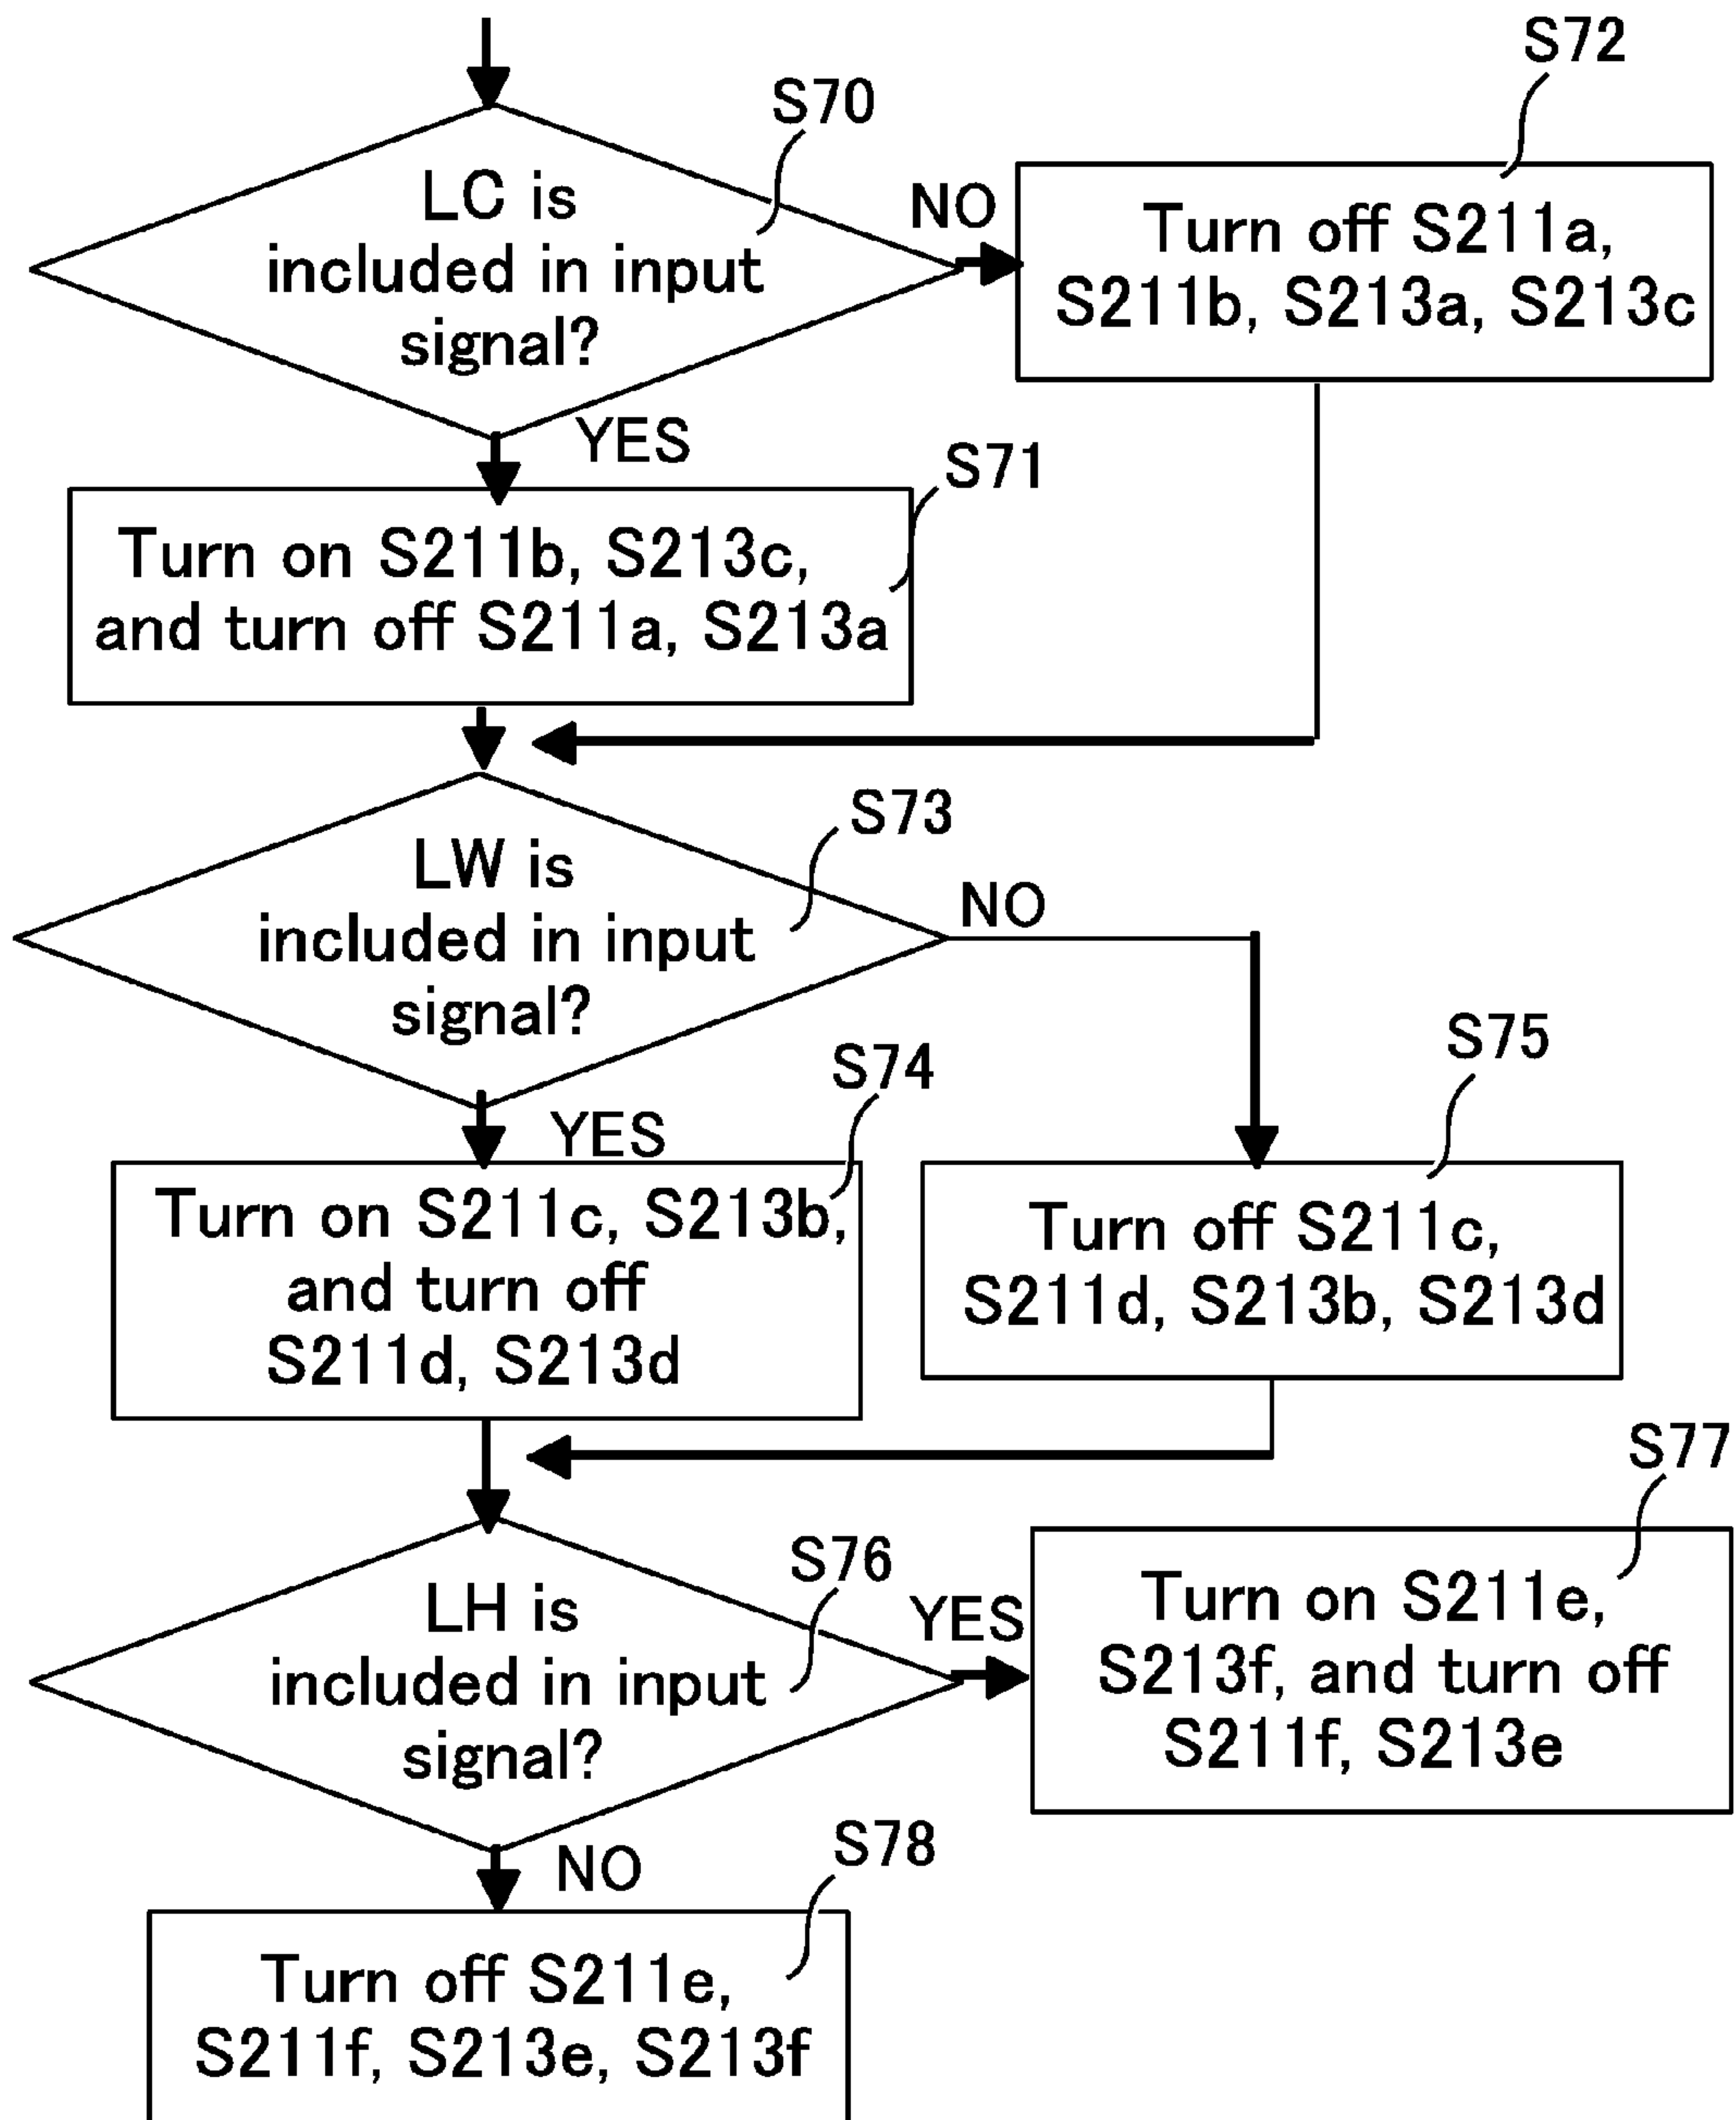 S72
S70
LC is
included in input
signal?
NO
Turn off S211a,
S211b, S213a, S213c
YES
S71
Turn on S211b, S213c,
and turn off S211a, S213a
S73
LW is
included in input
signal?
NO
S74
S75
YES
Turn on S211c, S213b,
and turn off
S211d, S213d
Turn off S211c,
S211d, S213b, S213d
S77
S76
LH is
included in input
signal?
YES
Turn on S211e,
S213f, and turn off
S211f, S213e
S78
NO
Turn off S211e,
S211f, S213e, S213f